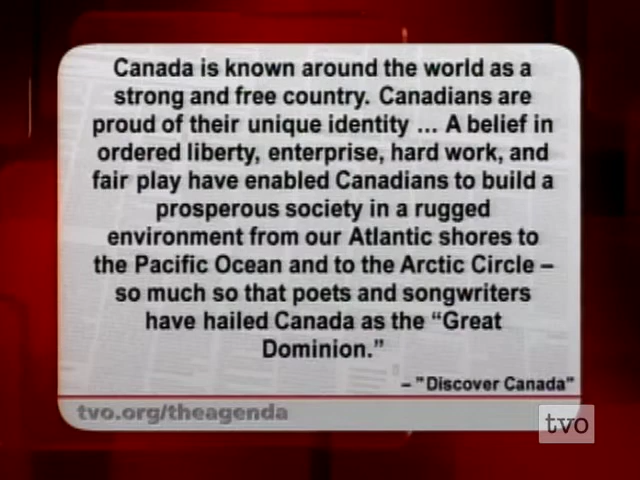 Canada is known around the world as a
strong and free country. Canadians are
proud of their unique identity ... A belief in
ordered liberty, enterprise, hard work, and
fair play have enabled Canadians to build a
prosperous society in a rugged
environment from our Atlantic shores to
the Pacific Ocean and to the Arctic Circle –
so much so that poets and songwriters
have hailed Canada as the “Great
Dominion.”
– "Discover Canada"
tvo.org/theagenda
tvo